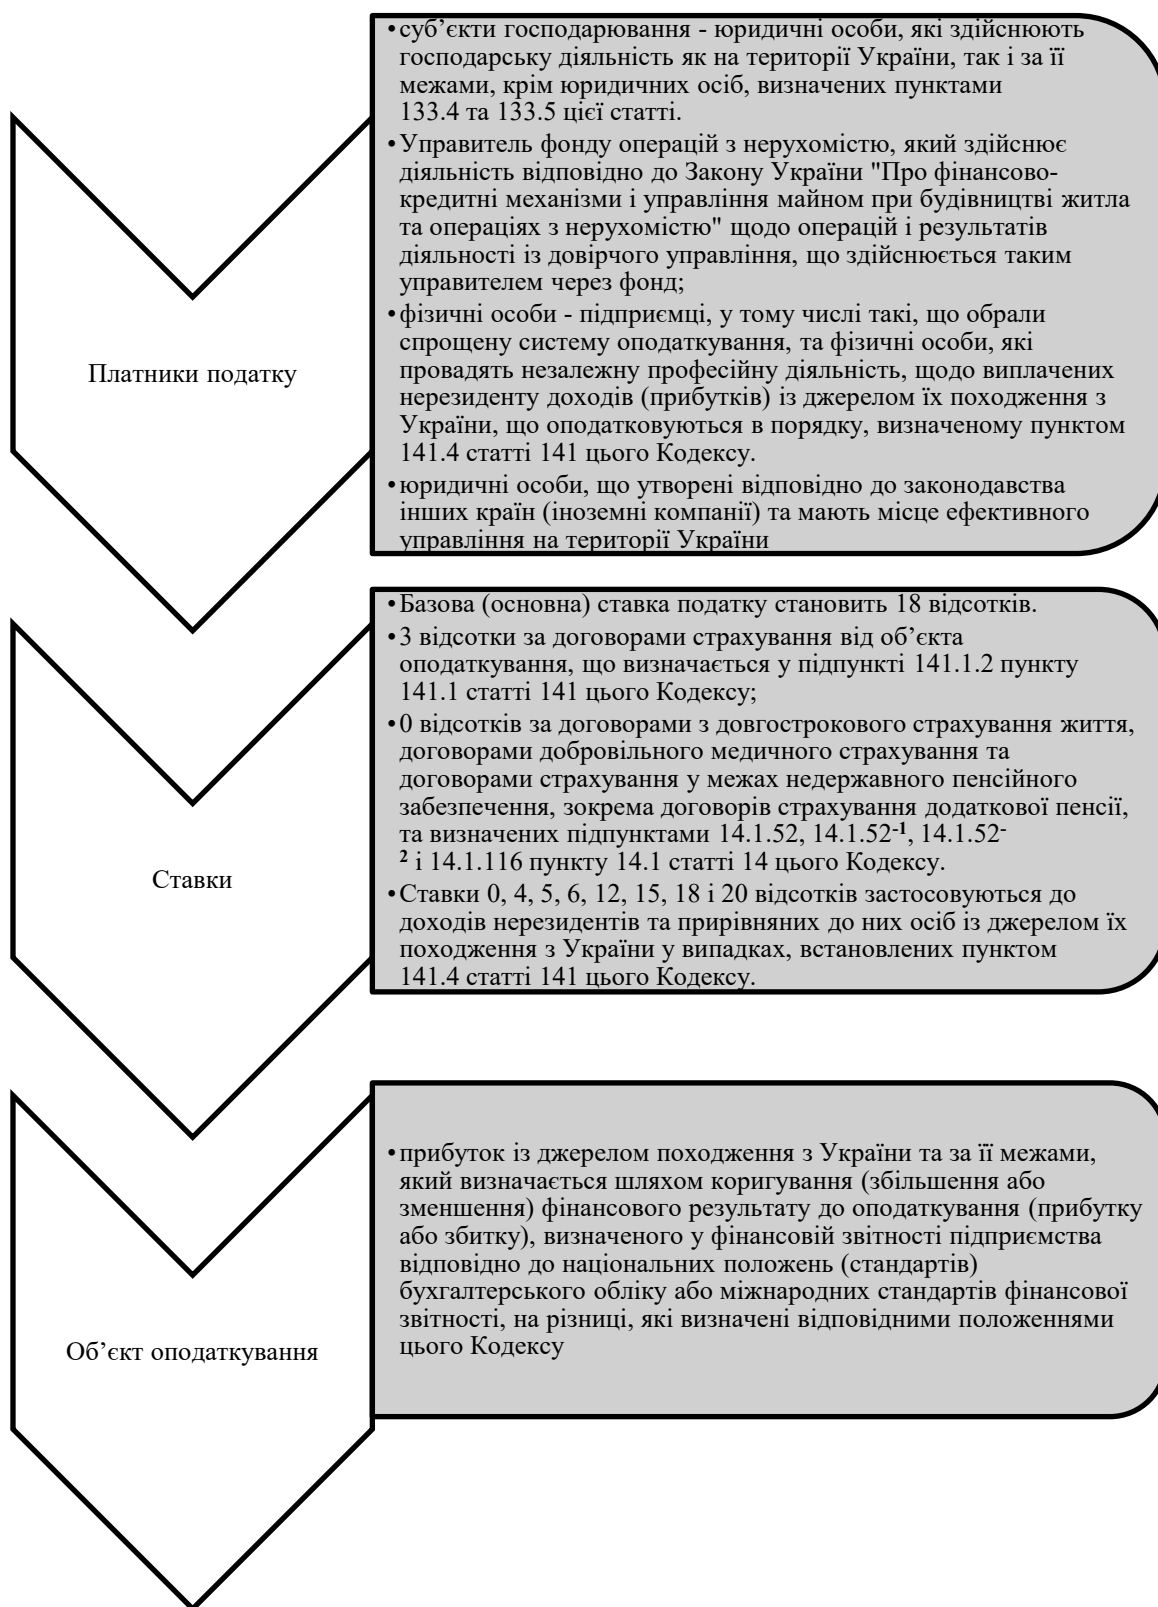 •суб’єкти господарювання - юридичні особи, які здійснюють
господарську діяльність як на території України, так і за її
межами, крім юридичних осіб, визначених пунктами
133.4 та 133.5 цієї статті.
•Управитель фонду операцій з нерухомістю, який здійснює
діяльність відповідно до Закону України "Про фінансово-
кредитні механізми і управління майном при будівництві житла
та операціях з нерухомістю" щодо операцій і результатів
діяльності із довірчого управління, що здійснюється таким
управителем через фонд;
•фізичні особи - підприємці, у тому числі такі, що обрали
спрощену систему оподаткування, та фізичні особи, які
провадять незалежну професійну діяльність, щодо виплачених
нерезиденту доходів (прибутків) із джерелом їх походження з
України, що оподатковуються в порядку, визначеному пунктом
141.4 статті 141 цього Кодексу.
•юридичні особи, що утворені відповідно до законодавства
інших країн (іноземні компанії) та мають місце ефективного
управління на території України
Платники податку
•Базова (основна) ставка податку становить 18 відсотків.
•3 відсотки за договорами страхування від об’єкта
оподаткування, що визначається у підпункті 141.1.2 пункту
141.1 статті 141 цього Кодексу;
•0 відсотків за договорами з довгострокового страхування життя,
договорами добровільного медичного страхування та
договорами страхування у межах недержавного пенсійного
забезпечення, зокрема договорів страхування додаткової пенсії,
та визначених підпунктами 14.1.52, 14.1.52-1, 14.1.52-
2 і 14.1.116 пункту 14.1 статті 14 цього Кодексу.
•Ставки 0, 4, 5, 6, 12, 15, 18 і 20 відсотків застосовуються до
доходів нерезидентів та прирівняних до них осіб із джерелом їх
походження з України у випадках, встановлених пунктом
141.4 статті 141 цього Кодексу.
Ставки
•прибуток із джерелом походження з України та за її межами,
який визначається шляхом коригування (збільшення або
зменшення) фінансового результату до оподаткування (прибутку
або збитку), визначеного у фінансовій звітності підприємства
відповідно до національних положень (стандартів)
бухгалтерського обліку або міжнародних стандартів фінансової
звітності, на різниці, які визначені відповідними положеннями
цього Кодексу
Об’єкт оподаткування